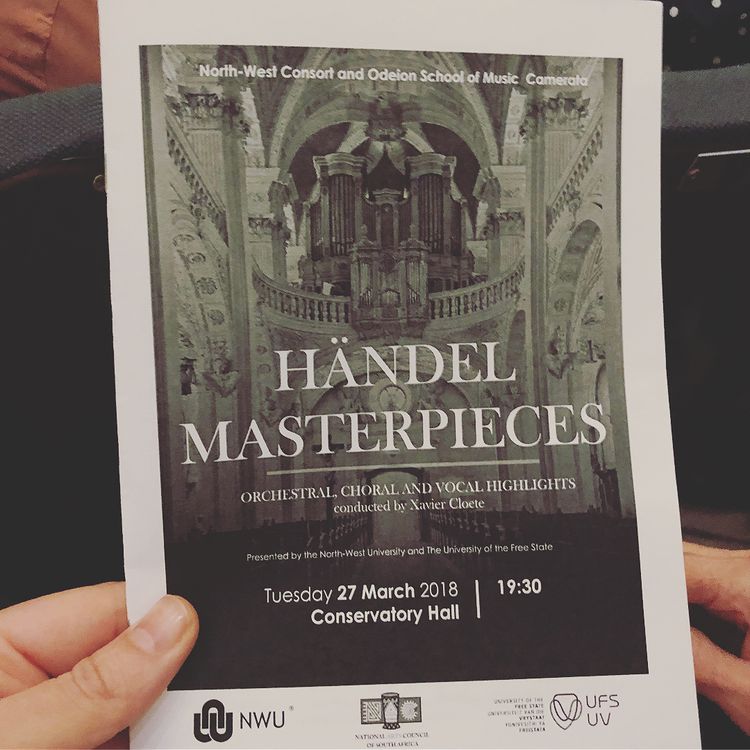 North-West Consort and Odeion School of Music Camerata
HÄNDEL
MASTERPIECES
ORCHESTRAL, CHORAL AND VOCAL HIGHLIGHTS
conducted by Xavier Cloete
Presented by the North-West University and The University of the Free State
Tuesday 27 March 2018 | 19:30
Conservatory Hall
NWU®
NATIONAL ARTS COUNCIL
OF SOUTH AFRICA
UNIVERSITY OF THE
FREE STATE
UNIVERSITEIT VAN DIE
VRYSTAAT
YUNIVESITHI YA
FREISTATA
UFS
UV